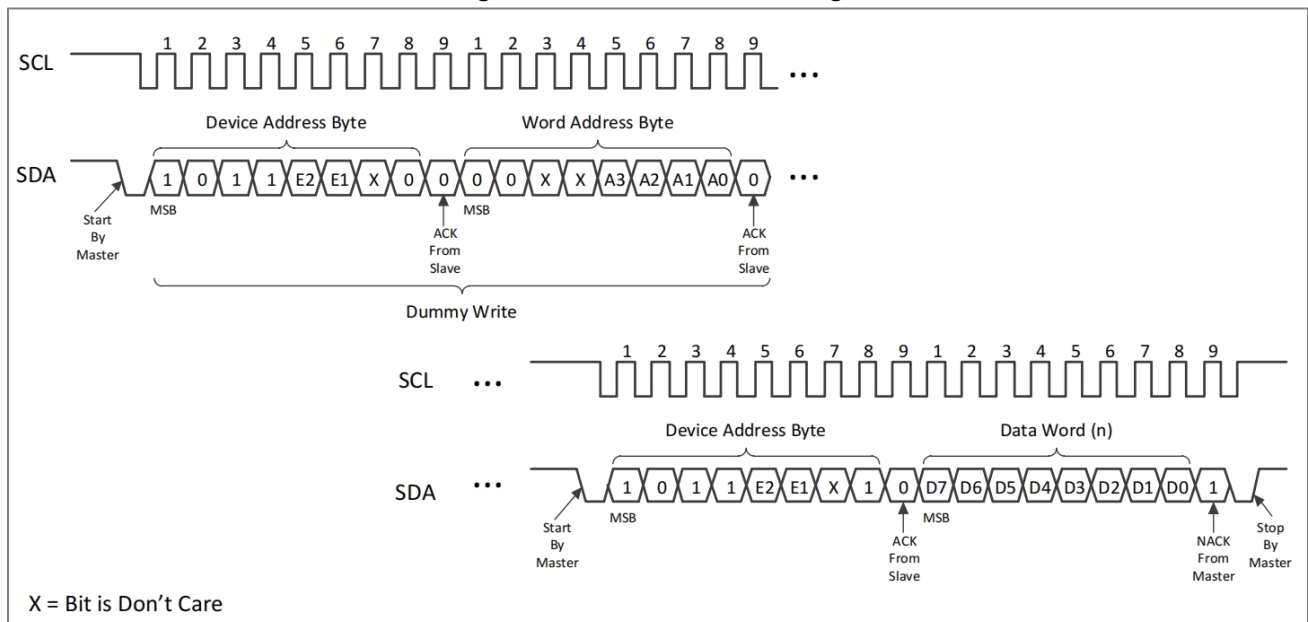 1 2 3 4 5 6 7 8 9 1 2 3 4 5 6 7 8 9
SCL ...
Device Address Byte Word Address Byte
SDA 1 0 1 1 E2 E1 X 0 0 0 0 X X A3 A2 A1 A0 0 ...
MSB MSB
Start
By
Master
ACK
From
Slave
ACK
From
Slave
Dummy Write
1 2 3 4 5 6 7 8 9 1 2 3 4 5 6 7 8 9
SCL ...
Device Address Byte Data Word (n)
SDA ... 1 0 1 1 E2 E1 X 1 0 D7 D6 D5 D4 D3 D2 D1 D0 1
MSB MSB
Start
By
Master
ACK
From
Slave
NACK
From
Master
Stop
By
Master
X = Bit is Don’t Care